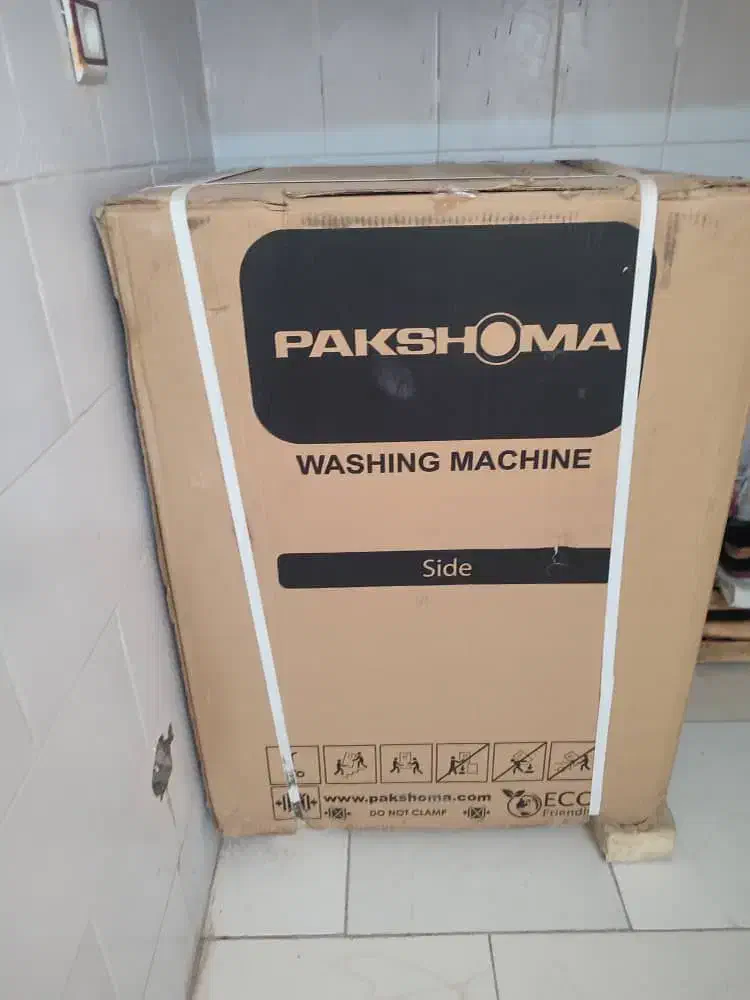 PAKSHOMA
WASHING MACHINE
Side
www.pakshoma.com
DO NOT CLAMP
ECO
Friendly